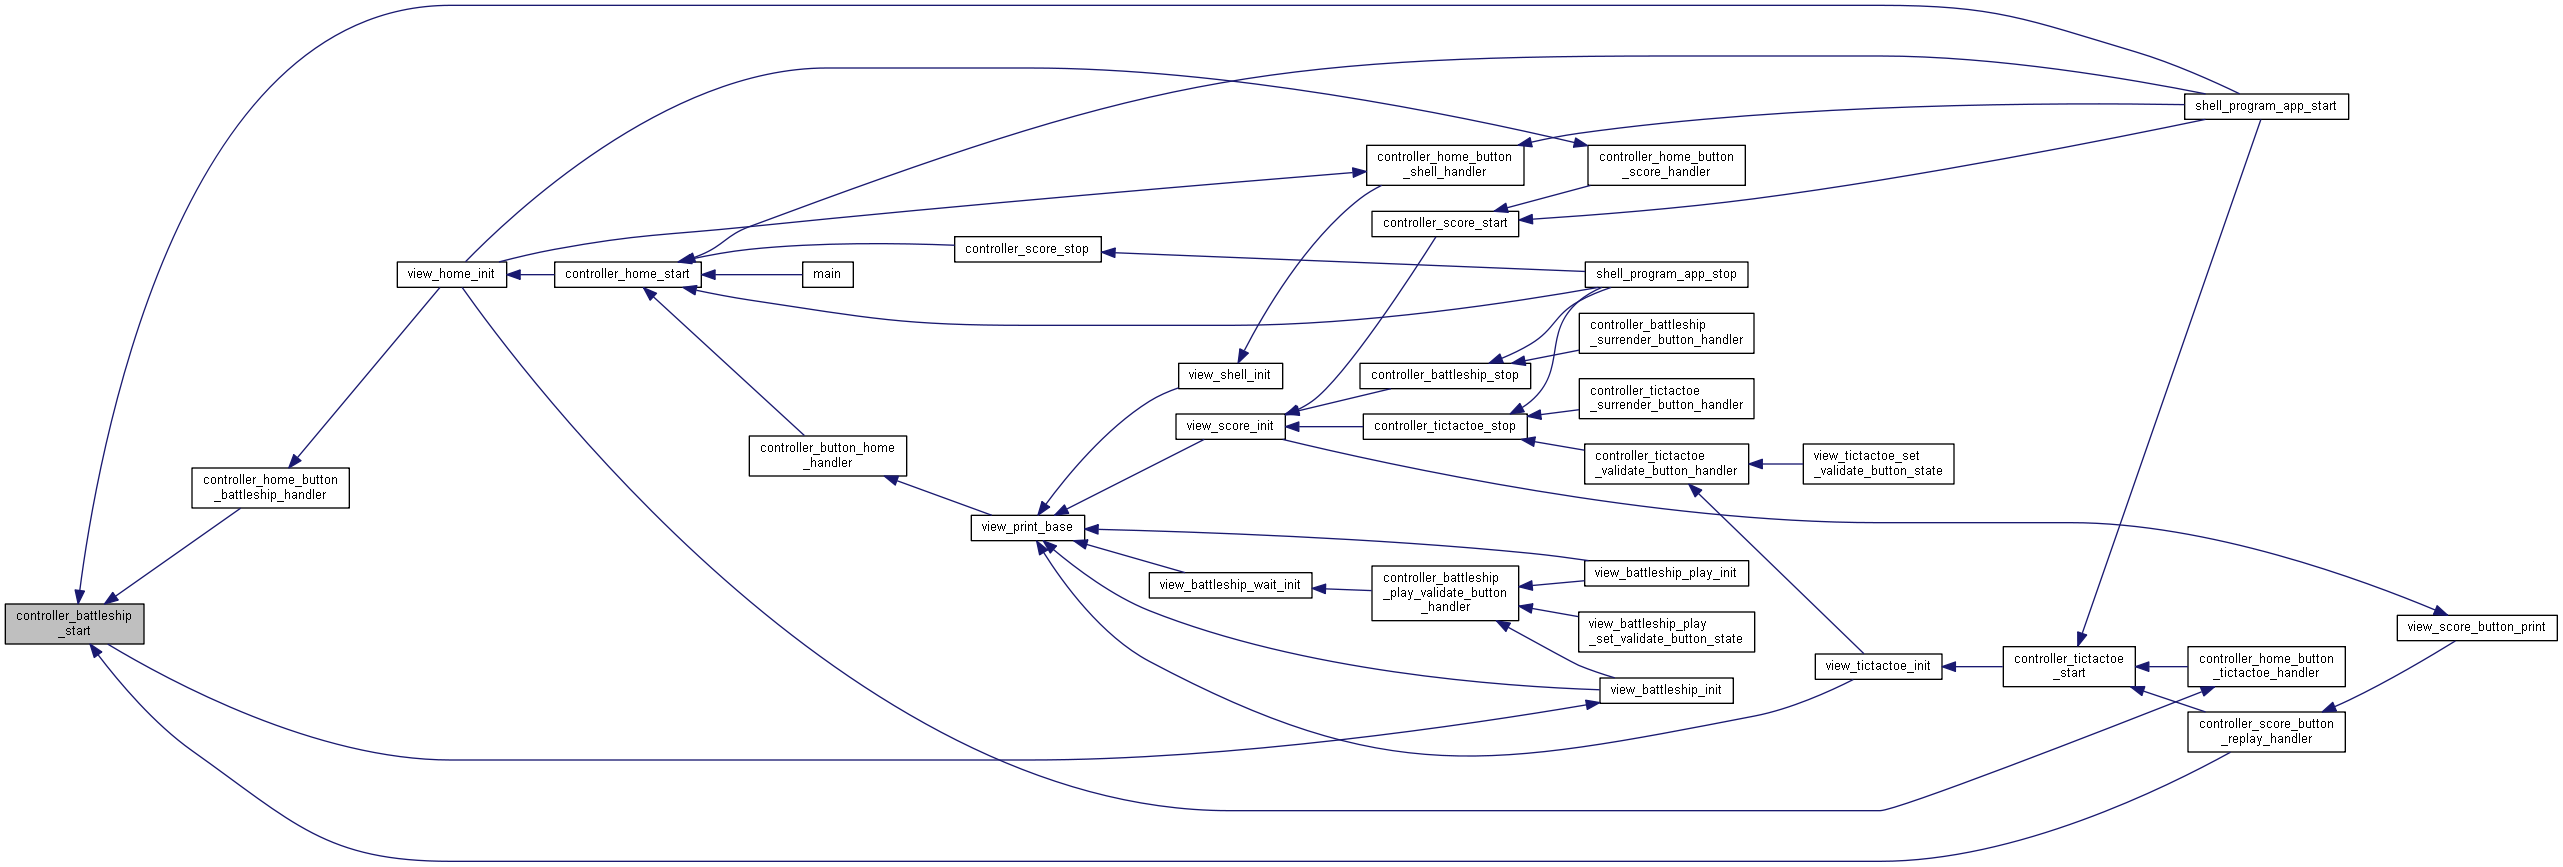 shell_program_app_start
controller_home_button
_shell_handler
controller_home_button
_score_handler
controller_score_start
controller_score_stop
view_home_init
controller_home_start
main
shell_program_app_stop
controller_battleship
_surrender_button_handler
view_shell_init
controller_battleship_stop
controller_tictactoe
_surrender_button_handler
view_score_init
controller_tictactoe_stop
controller_button_home
_handler
controller_tictactoe
_validate_button_handler
view_tictactoe_set
_validate_button_state
controller_home_button
_battleship_handler
view_print_base
view_battleship_wait_init
controller_battleship
_play_validate_button
_handler
view_battleship_play_init
controller_battleship
_start
view_battleship_play
_set_validate_button_state
view_score_button_print
view_tictactoe_init
controller_tictactoe
_start
controller_home_button
_tictactoe_handler
view_battleship_init
controller_score_button
_replay_handler